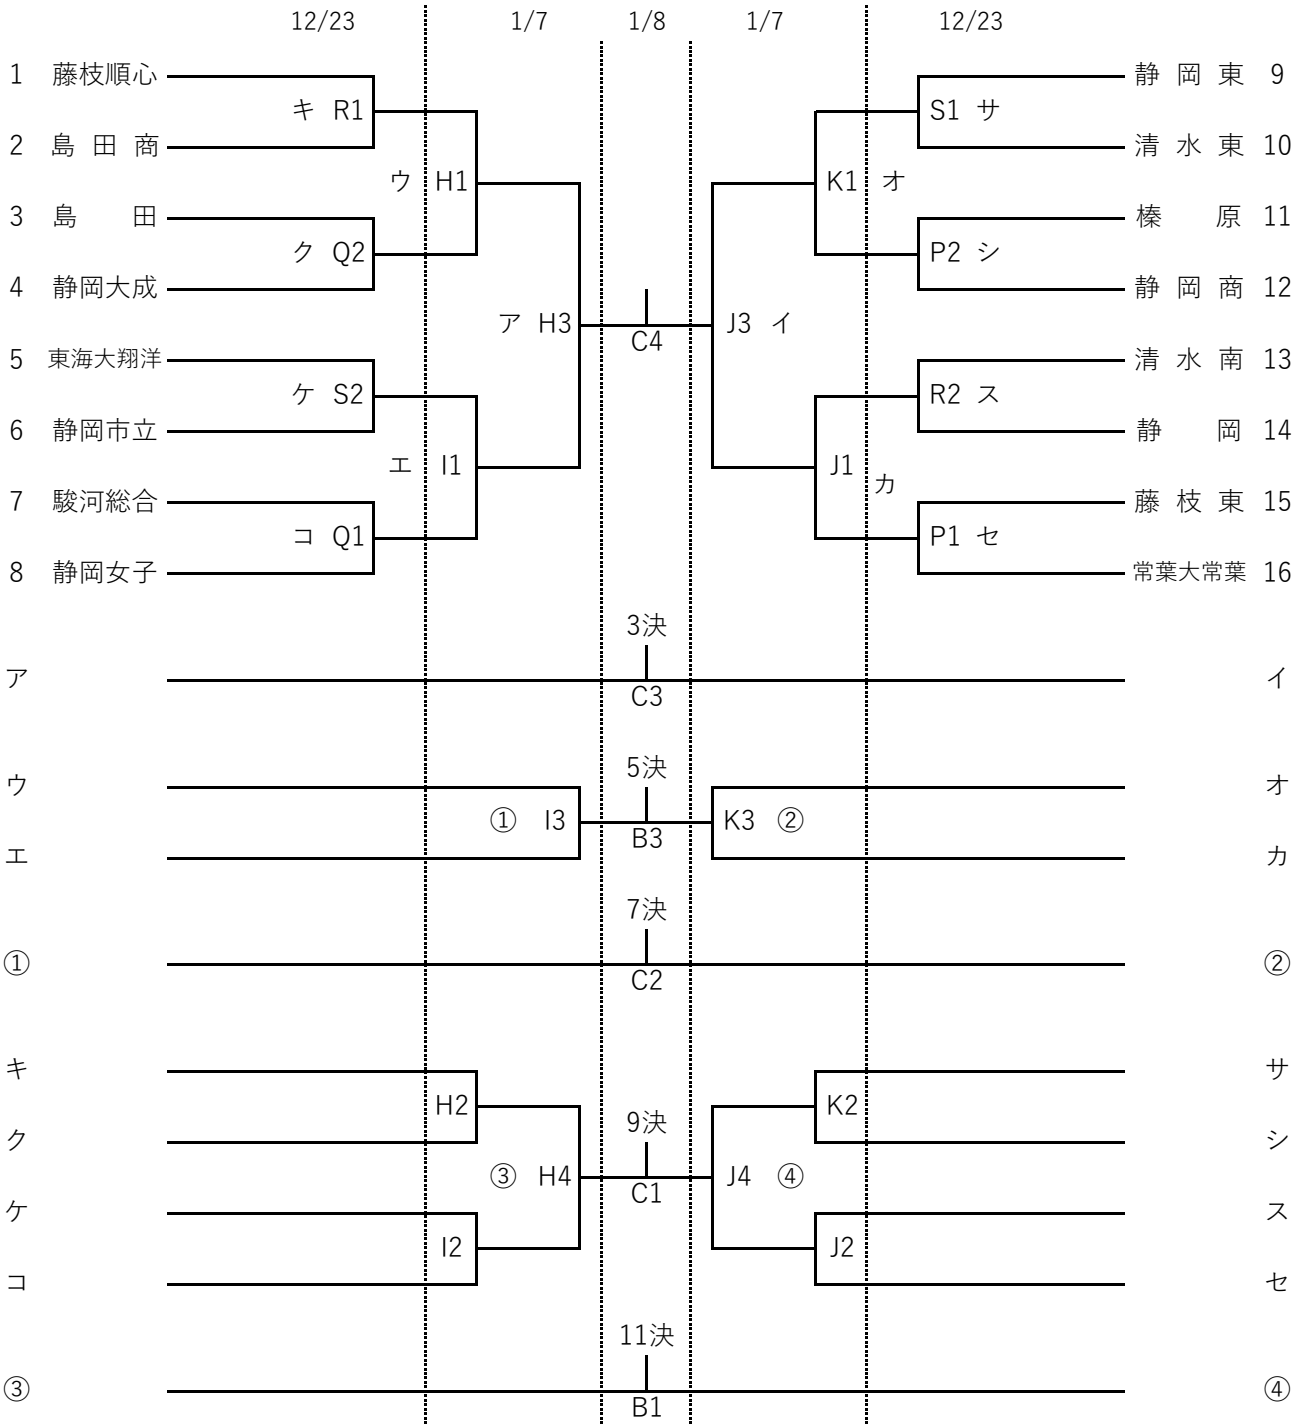 12/23 1/7 1/8 1/7 12/23
1 藤枝順心 静岡東 9
キ R1 S1 サ
2 島田商 清水東 10
ウ H1 K1 オ
3 島田 榛原 11
ク Q2 P2 シ
4 静岡大成 静岡商 12
ア H3 J3 イ
C4
5 東海大翔洋 清水南 13
ケ S2 R2 ス
6 静岡市立 静岡 14
エ I1 J1 カ
7 駿河総合 藤枝東 15
コ Q1 P1 セ
8 静岡女子 常葉大常葉 16
3決
ア イ
C3
5決
ウ オ
① I3 K3 ②
B3
エ カ
7決
① ②
C2
キ サ
H2 K2
9決
ク シ
③ H4 J4 ④
C1
ケ ス
I2 J2
コ セ
11決
③ ④
B1